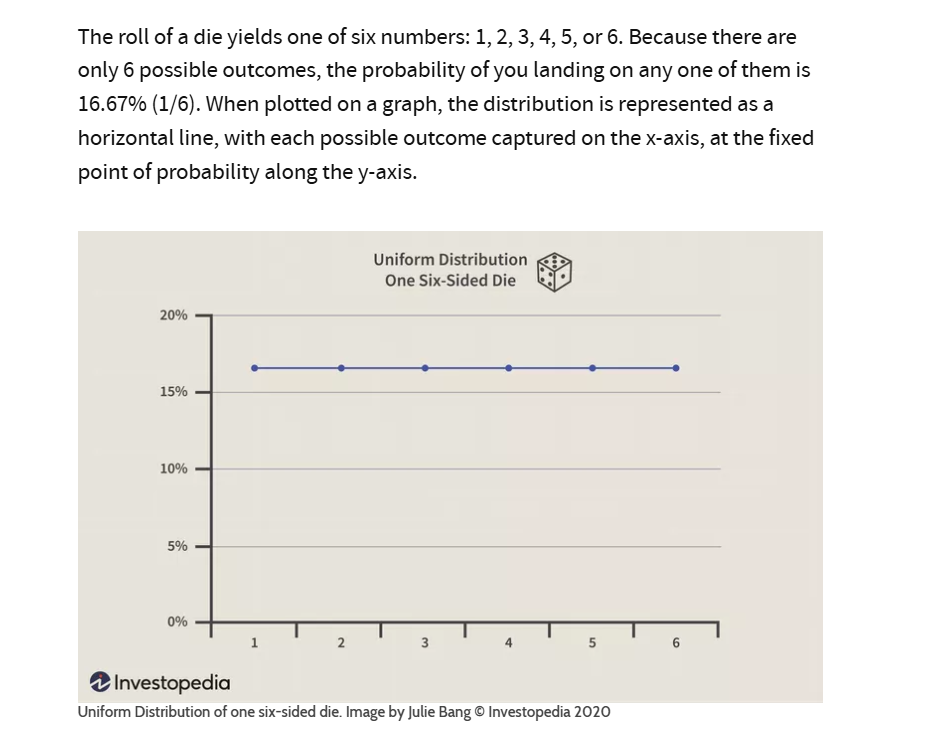 The roll of a die yields one of six numbers: 1, 2, 3, 4, 5, or 6. Because there are
only 6 possible outcomes, the probability of you landing on any one of them is
16.67% (1/6). When plotted on a graph, the distribution is represented as a
horizontal line, with each possible outcome captured on the x-axis, at the fixed
point of probability along the y-axis.
Uniform Distribution
One Six-Sided Die
20%
15%
10%
5%
0%
1 2 3 4 5 6
Investopedia
Uniform Distribution of one six-sided die. Image by Julie Bang © Investopedia 2020